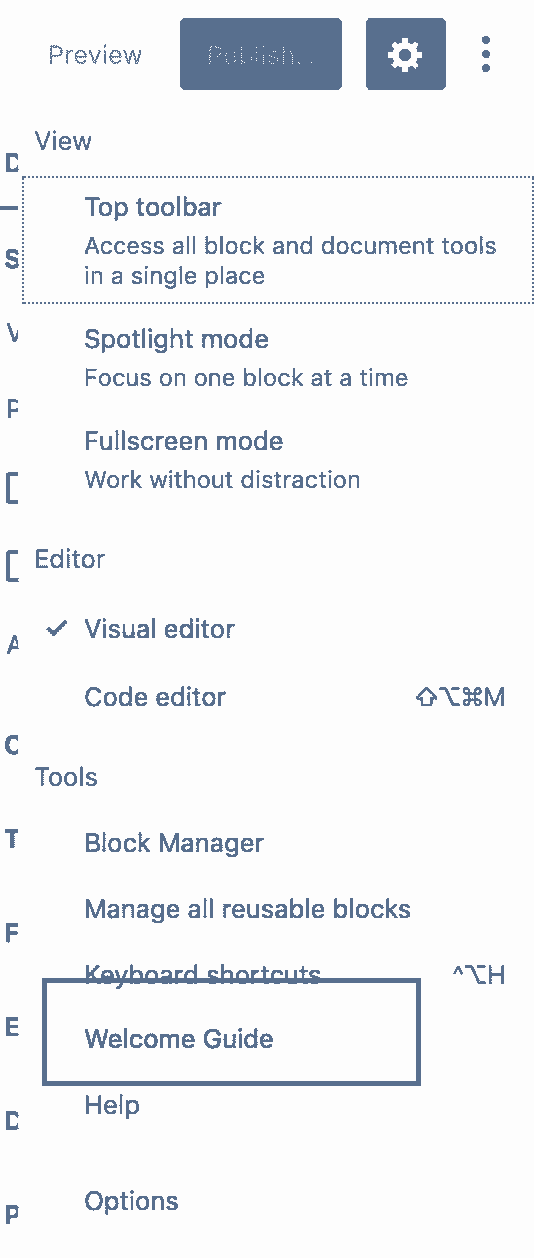 Preview Publish...
View
Top toolbar
Access all block and document tools
in a single place
Spotlight mode
Focus on one block at a time
Fullscreen mode
Work without distraction
Editor
Visual editor
Code editor ⇧⌥⌘M
Tools
Block Manager
Manage all reusable blocks
Keyboard shortcuts ^⌥H
Welcome Guide
Help
Options